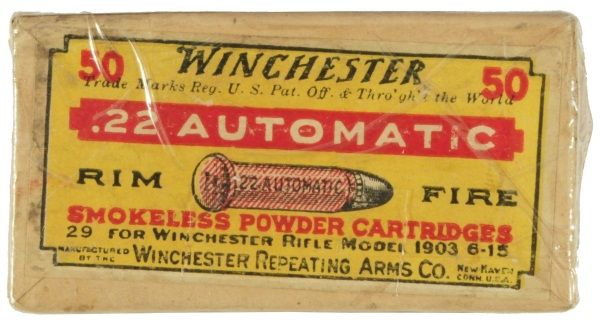 50 WINCHESTER 50
Trade Marks Reg. U. S. Pat. Off. & Thro'gh't the World
.22 AUTOMATIC
.22 AUTOMATIC
RIM FIRE
SMOKELESS POWDER CARTRIDGES
29 FOR WINCHESTER RIFLE MODEL 1903 6-15
MANUFACTURED BY THE WINCHESTER REPEATING ARMS CO. NEW HAVEN CONN. U.S.A.